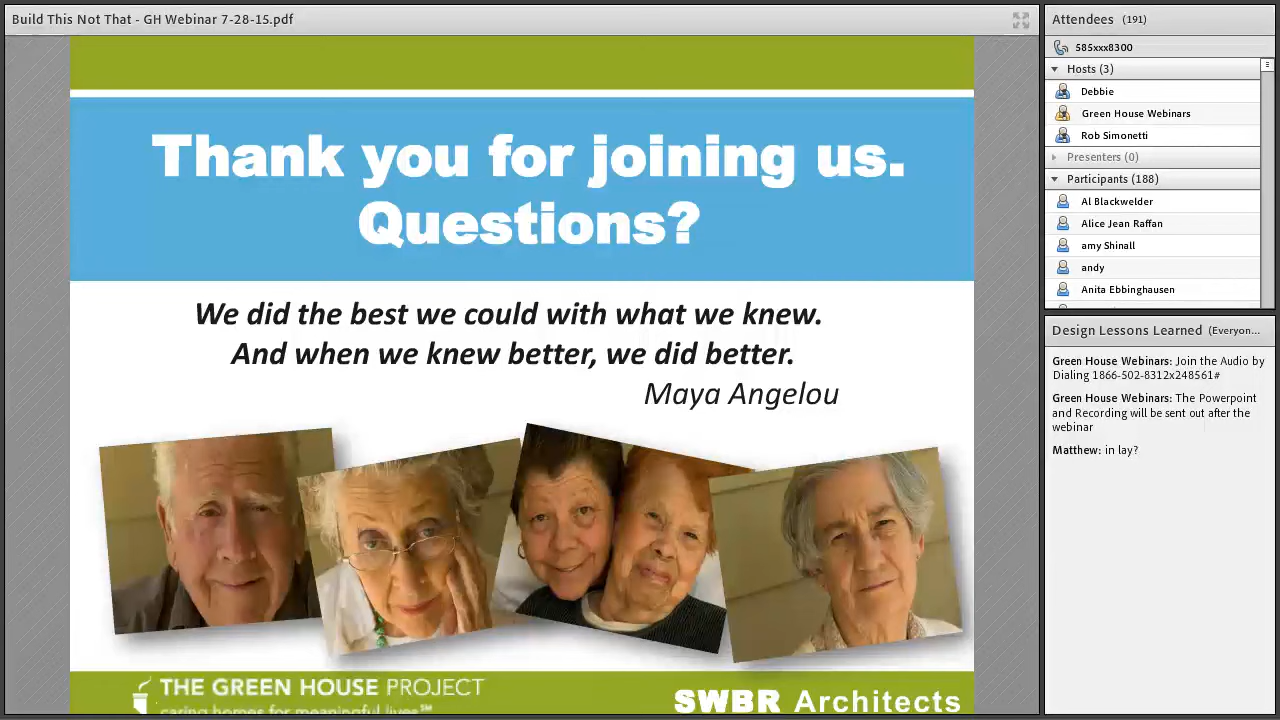 Build This Not That - GH Webinar 7-28-15.pdf
Thank you for joining us.
Questions?
We did the best we could with what we knew.
And when we knew better, we did better.
Maya Angelou
THE GREEN HOUSE PROJECT
caring homes for meaningful lives℠
SWBR Architects
Attendees (191)
585xxx8300
Hosts (3)
Debbie
Green House Webinars
Rob Simonetti
Presenters (0)
Participants (188)
Al Blackwelder
Alice Jean Raffan
amy Shinall
andy
Anita Ebbinghausen
Design Lessons Learned (Everyon...
Green House Webinars: Join the Audio by
Dialing 1866-502-8312x248561#
Green House Webinars: The Powerpoint
and Recording will be sent out after the
webinar
Matthew: in lay?